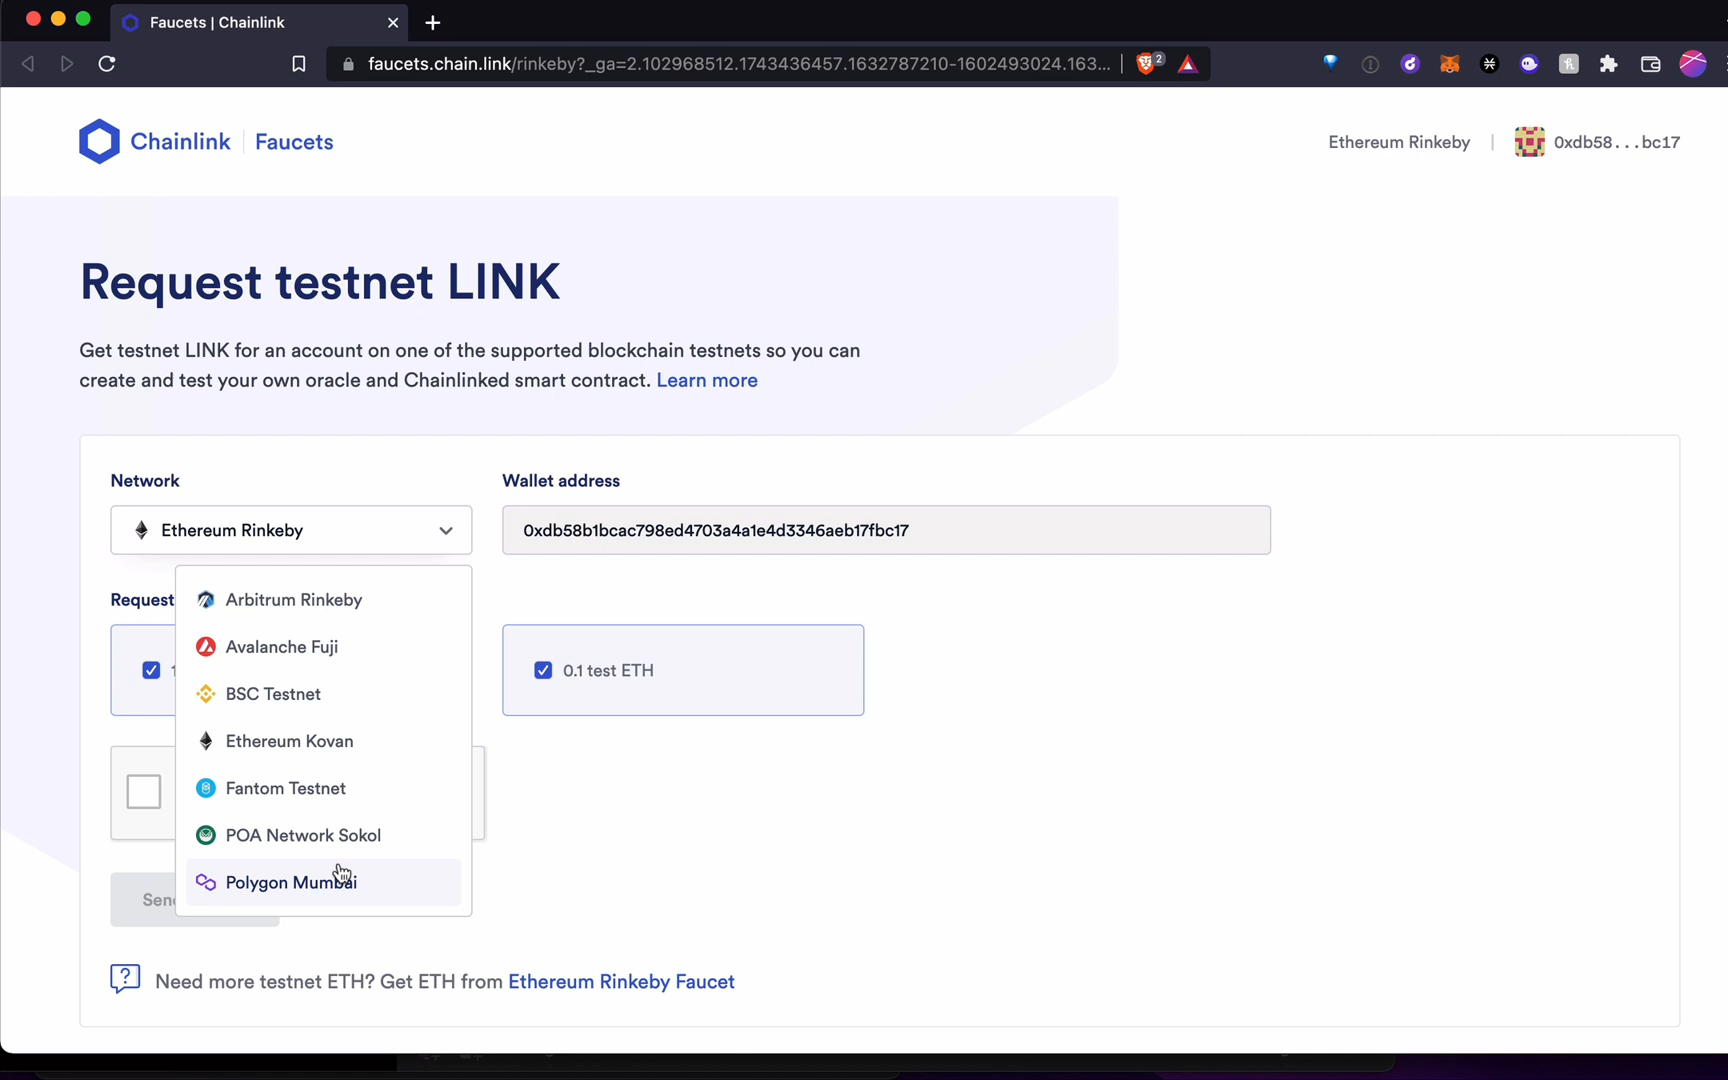 Faucets | Chainlink
faucets.chain.link/rinkeby?_ga=2.102968512.1743436457.1632787210-1602493024.163...
2
Chainlink | Faucets
Ethereum Rinkeby | 0xdb58...bc17
Request testnet LINK
Get testnet LINK for an account on one of the supported blockchain testnets so you can
create and test your own oracle and Chainlinked smart contract. Learn more
Network
Wallet address
Ethereum Rinkeby
0xdb58b1bcac798ed4703a4a1e4d3346aeb17fbc17
Request
Arbitrum Rinkeby
Avalanche Fuji
BSC Testnet
Ethereum Kovan
Fantom Testnet
POA Network Sokol
Polygon Mumbai
0.1 test ETH
Need more testnet ETH? Get ETH from Ethereum Rinkeby Faucet